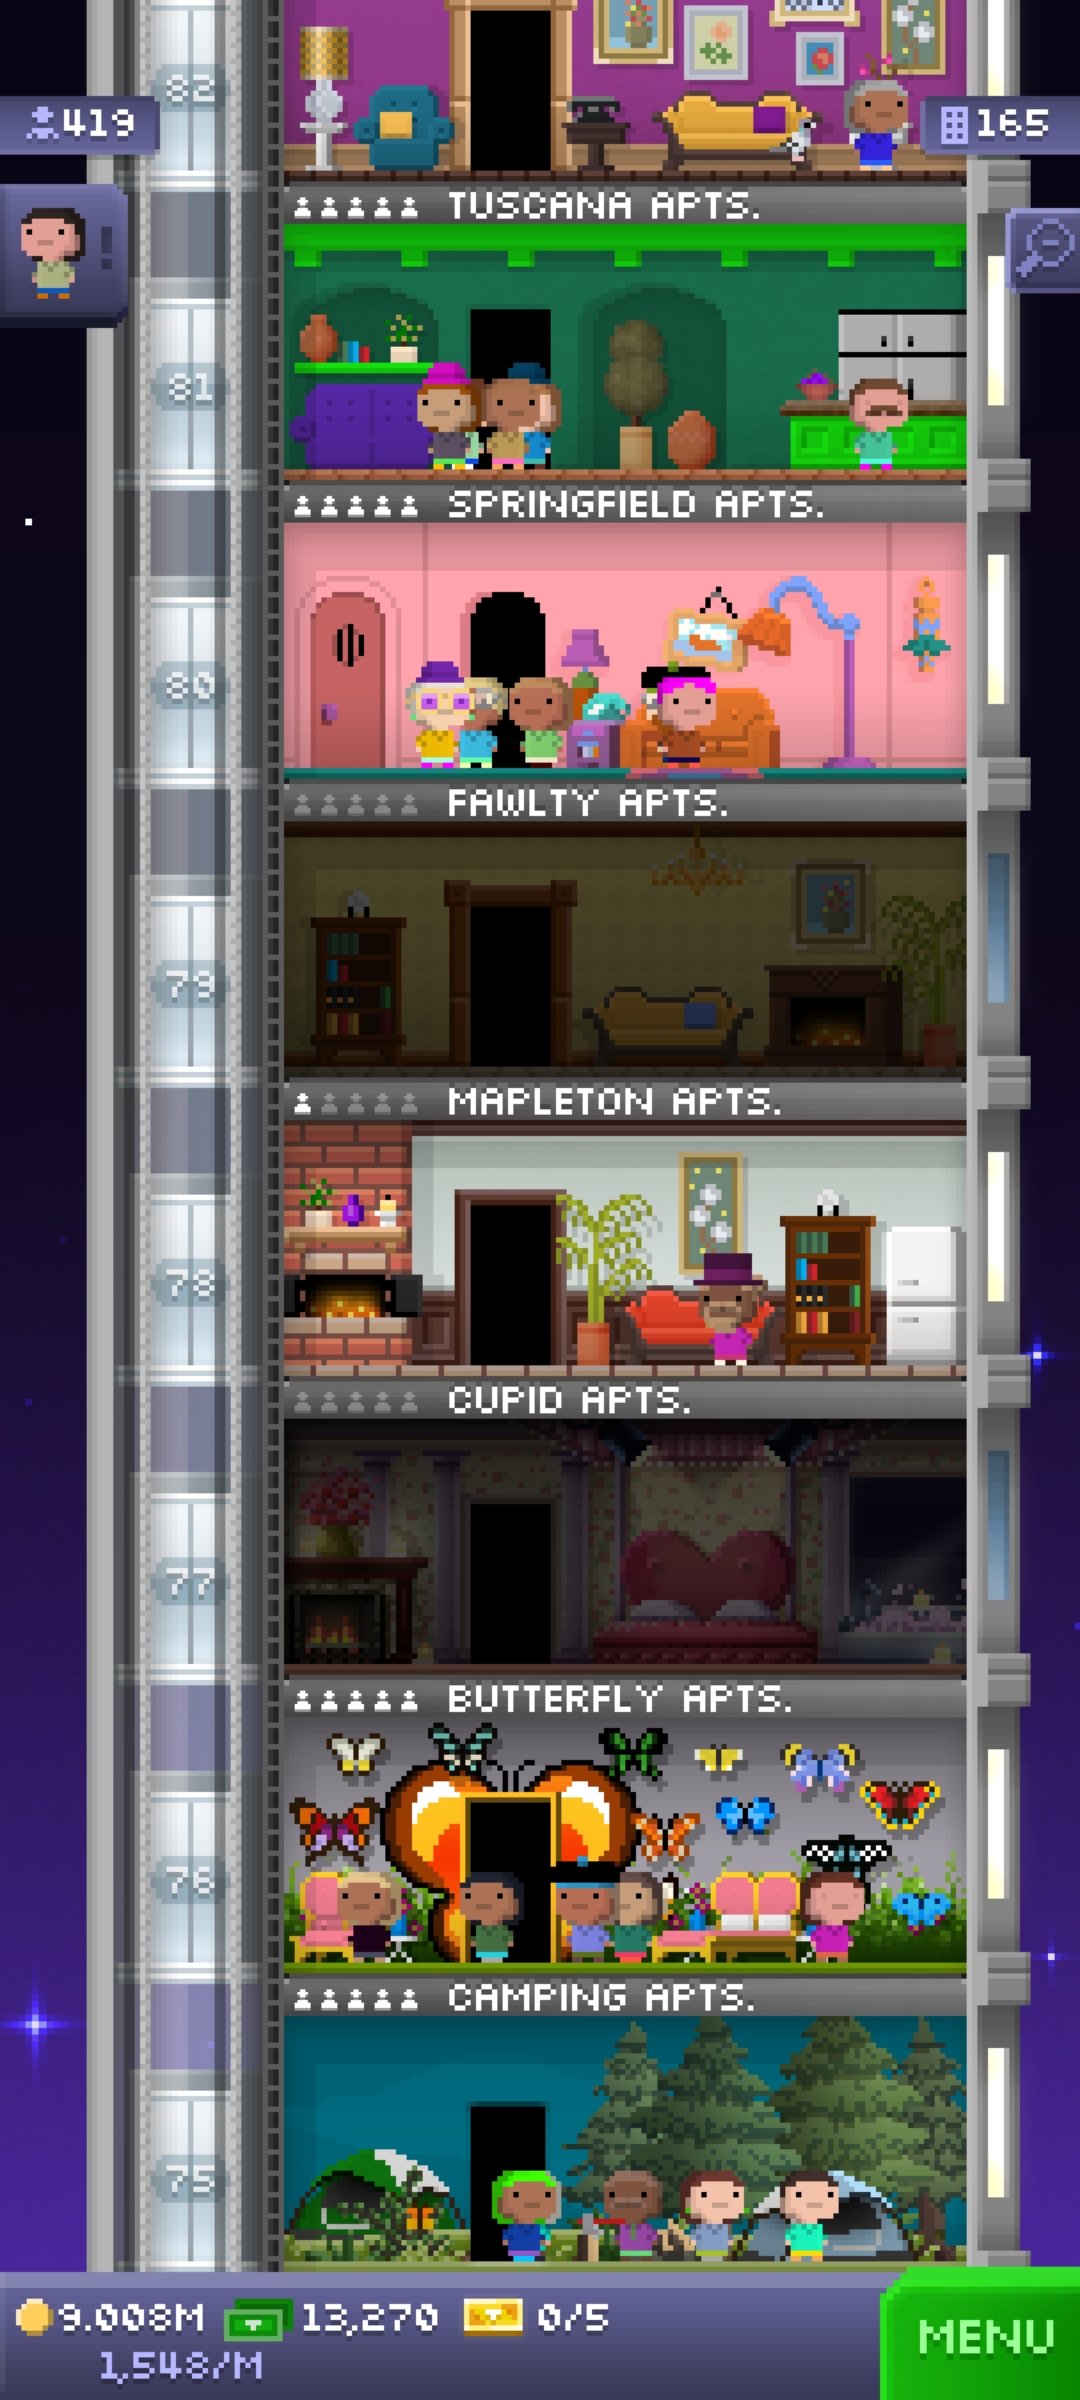 82
419
165
TUSCANA APTS.
!
81
SPRINGFIELD APTS.
80
FAWLTY APTS.
79
MAPLETON APTS.
78
CUPID APTS.
77
BUTTERFLY APTS.
76
CAMPING APTS.
75
9.008M 13,270 0/5
1,548/M
MENU